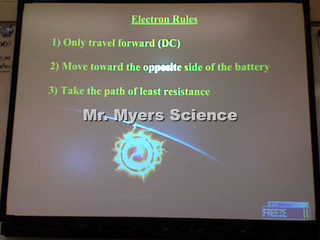 Electron Rules
1) Only travel forward (DC)
2) Move toward the opposite side of the battery
3) Take the path of least resistance
Mr. Myers Science
FREEZE